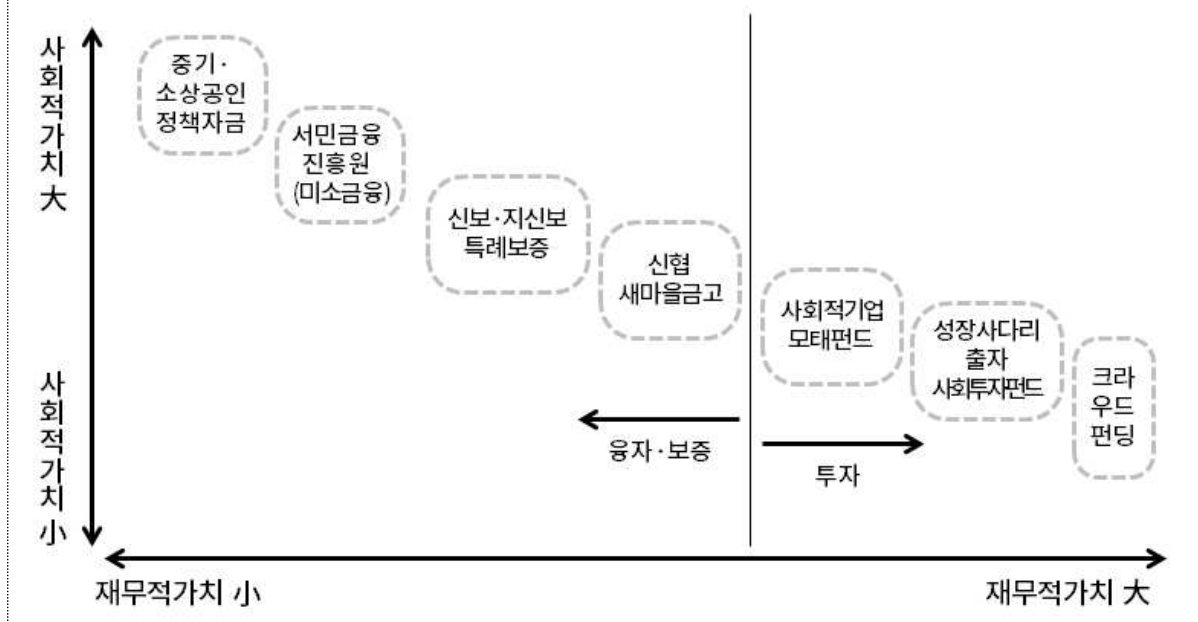 사회적가치 大
중기·
소상공인
정책자금
서민금융
진흥원
(미소금융)
신보·지신보
특례보증
신협
새마을금고
사회적기업
모태펀드
성장사다리
출자
사회투자펀드
크라
우드
펀딩
사회적가치 小
융자·보증
투자
재무적가치 小
재무적가치 大